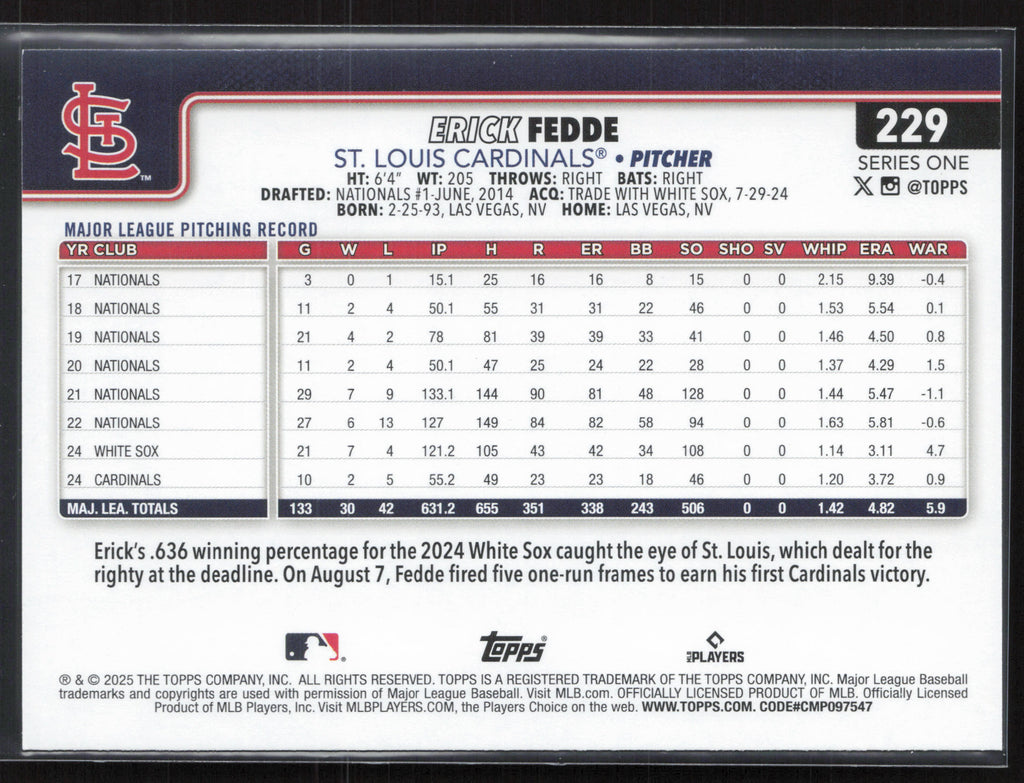 STL
™
229
ERICK FEDDE
ST. LOUIS CARDINALS® • PITCHER
SERIES ONE
HT: 6'4" WT: 205 THROWS: RIGHT BATS: RIGHT
@TOPPS
DRAFTED: NATIONALS #1-JUNE, 2014 ACQ: TRADE WITH WHITE SOX, 7-29-24
BORN: 2-25-93, LAS VEGAS, NV HOME: LAS VEGAS, NV
MAJOR LEAGUE PITCHING RECORD
YR CLUB G W L IP H R ER BB SO SHO SV WHIP ERA WAR
17 NATIONALS 3 0 1 15.1 25 16 16 8 15 0 0 2.15 9.39 -0.4
18 NATIONALS 11 2 4 50.1 55 31 31 22 46 0 0 1.53 5.54 0.1
19 NATIONALS 21 4 2 78 81 39 39 33 41 0 0 1.46 4.50 0.8
20 NATIONALS 11 2 4 50.1 47 25 24 22 28 0 0 1.37 4.29 1.5
21 NATIONALS 29 7 9 133.1 144 90 81 48 128 0 0 1.44 5.47 -1.1
22 NATIONALS 27 6 13 127 149 84 82 58 94 0 0 1.63 5.81 -0.6
24 WHITE SOX 21 7 4 121.2 105 43 42 34 108 0 0 1.14 3.11 4.7
24 CARDINALS 10 2 5 55.2 49 23 23 18 46 0 0 1.20 3.72 0.9
MAJ. LEA. TOTALS 133 30 42 631.2 655 351 338 243 506 0 0 1.42 4.82 5.9
Erick's .636 winning percentage for the 2024 White Sox caught the eye of St. Louis, which dealt for the
righty at the deadline. On August 7, Fedde fired five one-run frames to earn his first Cardinals victory.
topps® MLB PLAYERS
® & © 2025 THE TOPPS COMPANY, INC. ALL RIGHTS RESERVED. TOPPS IS A REGISTERED TRADEMARK OF THE TOPPS COMPANY, INC. Major League Baseball
trademarks and copyrights are used with permission of Major League Baseball. Visit MLB.com. OFFICIALLY LICENSED PRODUCT OF MLB. Officially Licensed
Product of MLB Players, Inc. Visit MLBPLAYERS.COM, the Players Choice on the web. WWW.TOPPS.COM. CODE#CMP097547